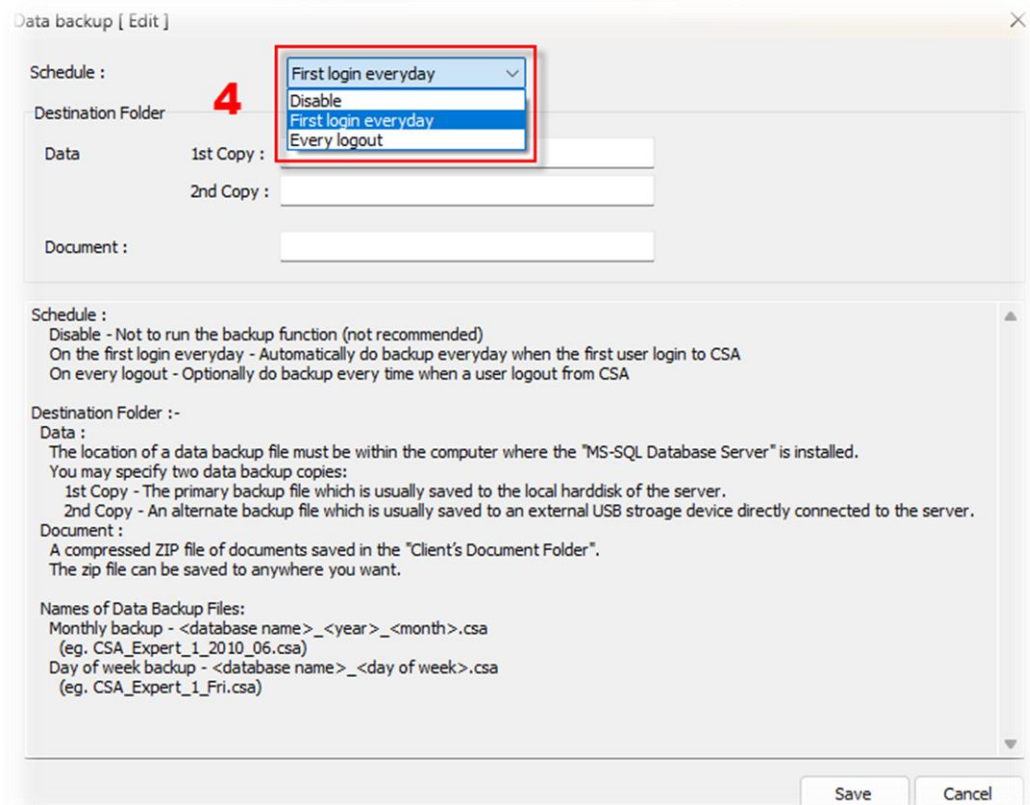 Data backup [ Edit ]
Schedule :
First login everyday
4
Disable
First login everyday
Every logout
Destination Folder
Data
1st Copy :
2nd Copy :
Document :
Schedule :
Disable - Not to run the backup function (not recommended)
On the first login everyday - Automatically do backup everyday when the first user login to CSA
On every logout - Optionally do backup every time when a user logout from CSA
Destination Folder :-
Data :
The location of a data backup file must be within the computer where the "MS-SQL Database Server" is installed.
You may specify two data backup copies:
1st Copy - The primary backup file which is usually saved to the local harddisk of the server.
2nd Copy - An alternate backup file which is usually saved to an external USB stroage device directly connected to the server.
Document :
A compressed ZIP file of documents saved in the "Client's Document Folder".
The zip file can be saved to anywhere you want.
Names of Data Backup Files:
Monthly backup - <database name>_<year>_<month>.csa
(eg. CSA_Expert_1_2010_06.csa)
Day of week backup - <database name>_<day of week>.csa
(eg. CSA_Expert_1_Fri.csa)
Save
Cancel